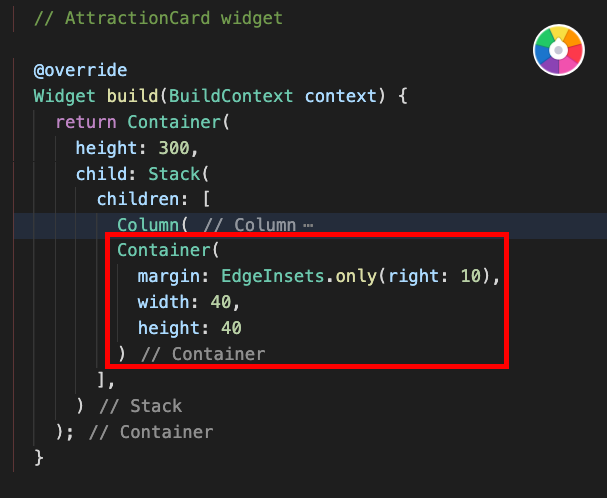 // AttractionCard widget
@override
Widget build(BuildContext context) {
return Container(
height: 300,
child: Stack(
children: [
Column( // Column ⋯
Container(
margin: EdgeInsets.only(right: 10),
width: 40,
height: 40
) // Container
],
) // Stack
); // Container
}